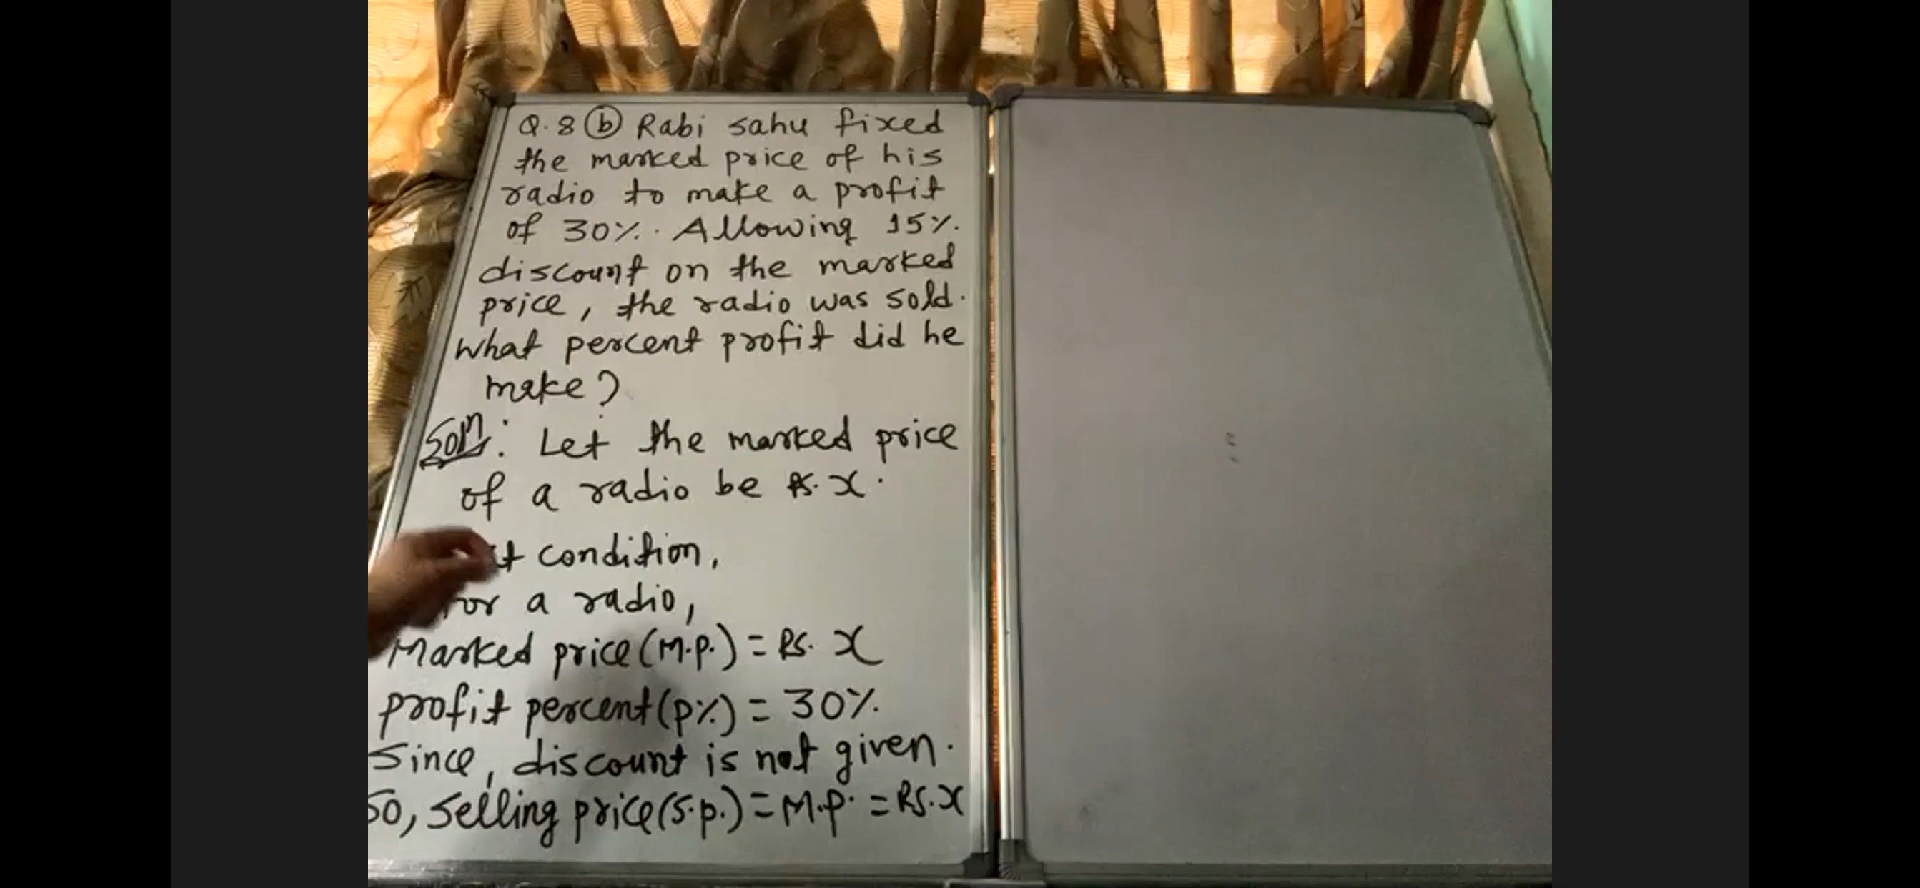 Q.8 (b) Rabi sahu fixed
the marked price of his
radio to make a profit
of 30%. Allowing 15%
discount on the marked
price, the radio was sold.
What percent profit did he
make?
Soln: Let the marked price
of a radio be Rs. x.
condition,
a radio,
Marked price (M.p.) = Rs. x
profit percent (p%) = 30%
Since, discount is not given.
So, selling price (s.p.) = M.p. = Rs. x